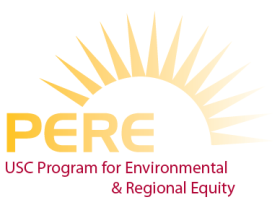 PERE
USC Program for Environmental
& Regional Equity